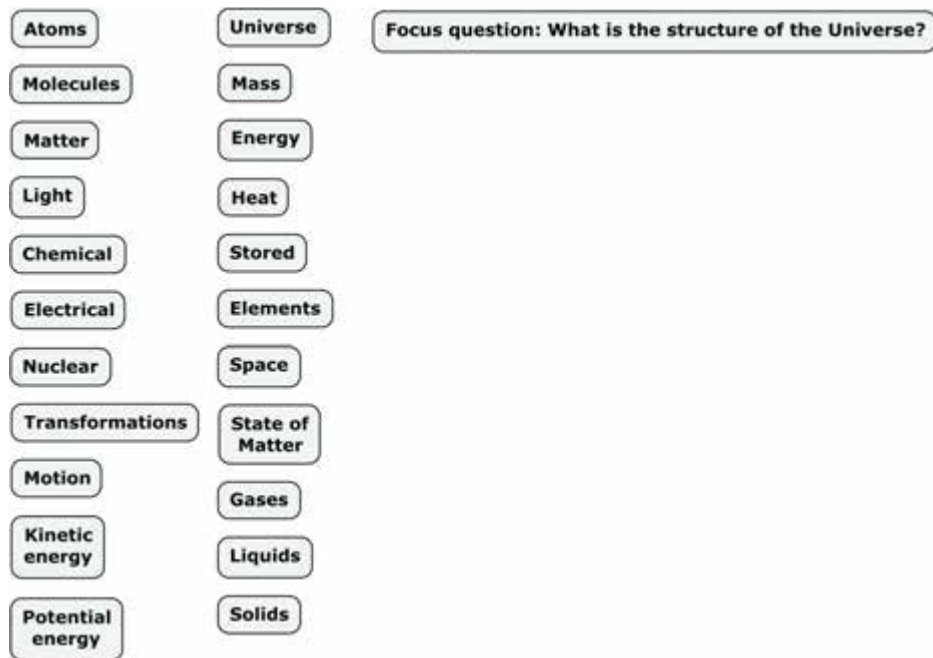 Atoms
Molecules
Matter
Light
Chemical
Electrical
Nuclear
Transformations
Motion
Kinetic
energy
Potential
energy
Universe
Mass
Energy
Heat
Stored
Elements
Space
State of
Matter
Gases
Liquids
Solids
Focus question: What is the structure of the Universe?